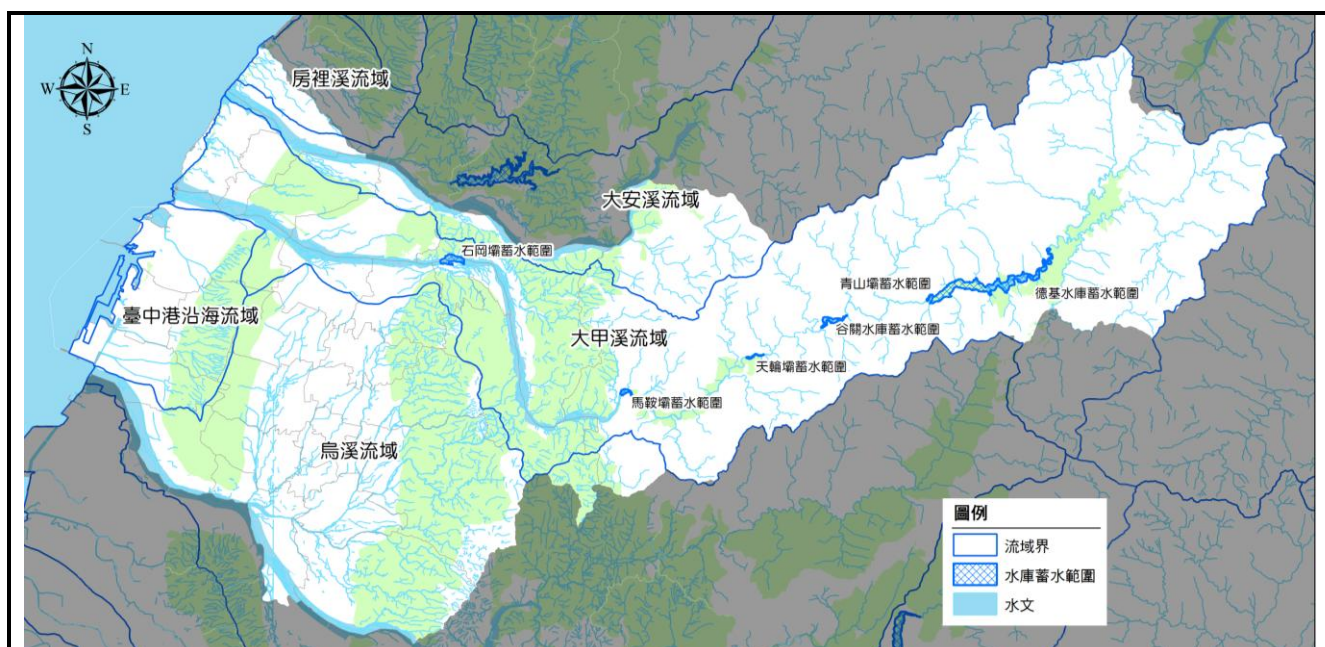 N
W
E
S
房裡溪流域
大安溪流域
石岡壩蓄水範圍
青山壩蓄水範圍
德基水庫蓄水範圍
臺中港沿海流域
谷關水庫蓄水範圍
大甲溪流域
天輪壩蓄水範圍
馬鞍壩蓄水範圍
烏溪流域
圖例
流域界
水庫蓄水範圍
水文